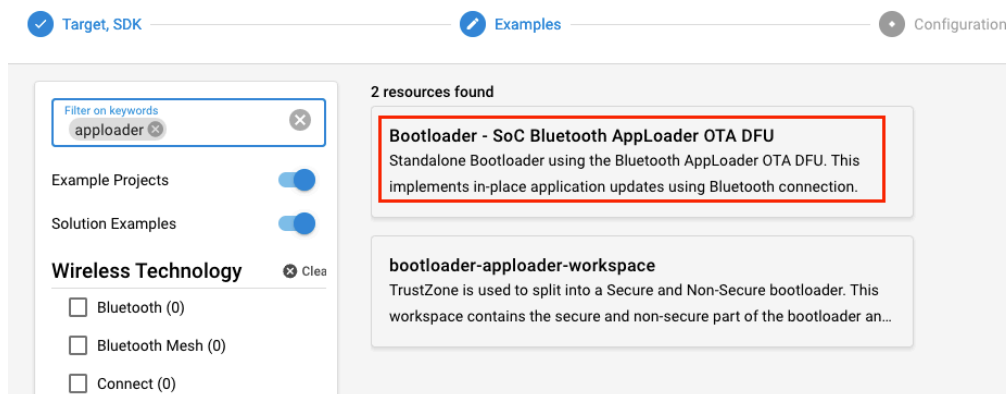 Target, SDK
Examples
Configuration
Filter on keywords
apploader
Example Projects
Solution Examples
Wireless Technology
Clea
Bluetooth (0)
Bluetooth Mesh (0)
Connect (0)
2 resources found
Bootloader - SoC Bluetooth AppLoader OTA DFU
Standalone Bootloader using the Bluetooth AppLoader OTA DFU. This
implements in-place application updates using Bluetooth connection.
bootloader-apploader-workspace
TrustZone is used to split into a Secure and Non-Secure bootloader. This
workspace contains the secure and non-secure part of the bootloader an…